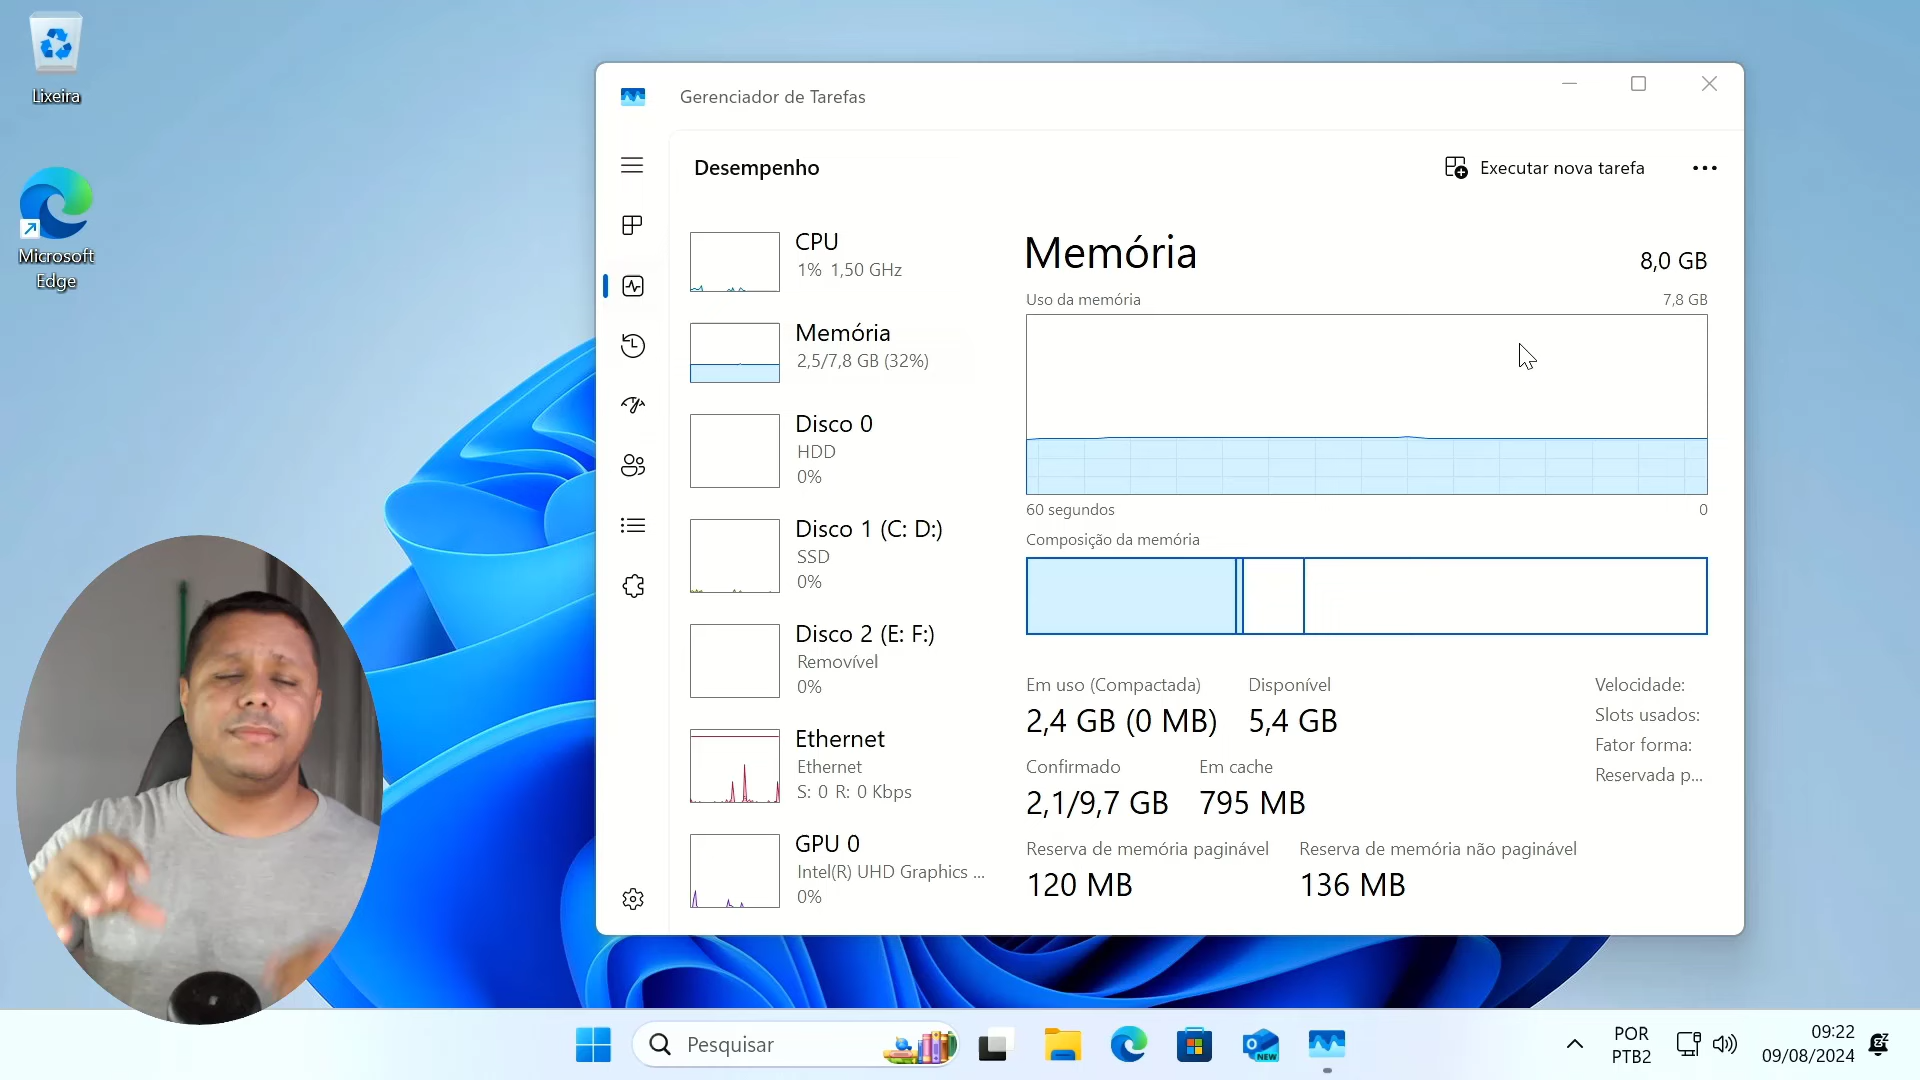 Lixeira
Microsoft
Edge
Gerenciador de Tarefas
Desempenho
Executar nova tarefa
CPU
1% 1,50 GHz
Memória
2,5/7,8 GB (32%)
Disco 0
HDD
0%
Disco 1 (C: D:)
SSD
0%
Disco 2 (E: F:)
Removível
0%
Ethernet
Ethernet
S: 0 R: 0 Kbps
GPU 0
Intel(R) UHD Graphics ...
0%
Memória
8,0 GB
Uso da memória
7,8 GB
60 segundos
0
Composição da memória
Em uso (Compactada)
Disponível
2,4 GB (0 MB)
5,4 GB
Confirmado
Em cache
2,1/9,7 GB
795 MB
Reserva de memória paginável
Reserva de memória não paginável
120 MB
136 MB
Velocidade:
Slots usados:
Fator forma:
Reservada p...
Pesquisar
NEW
POR
PTB2
09:22
09/08/2024